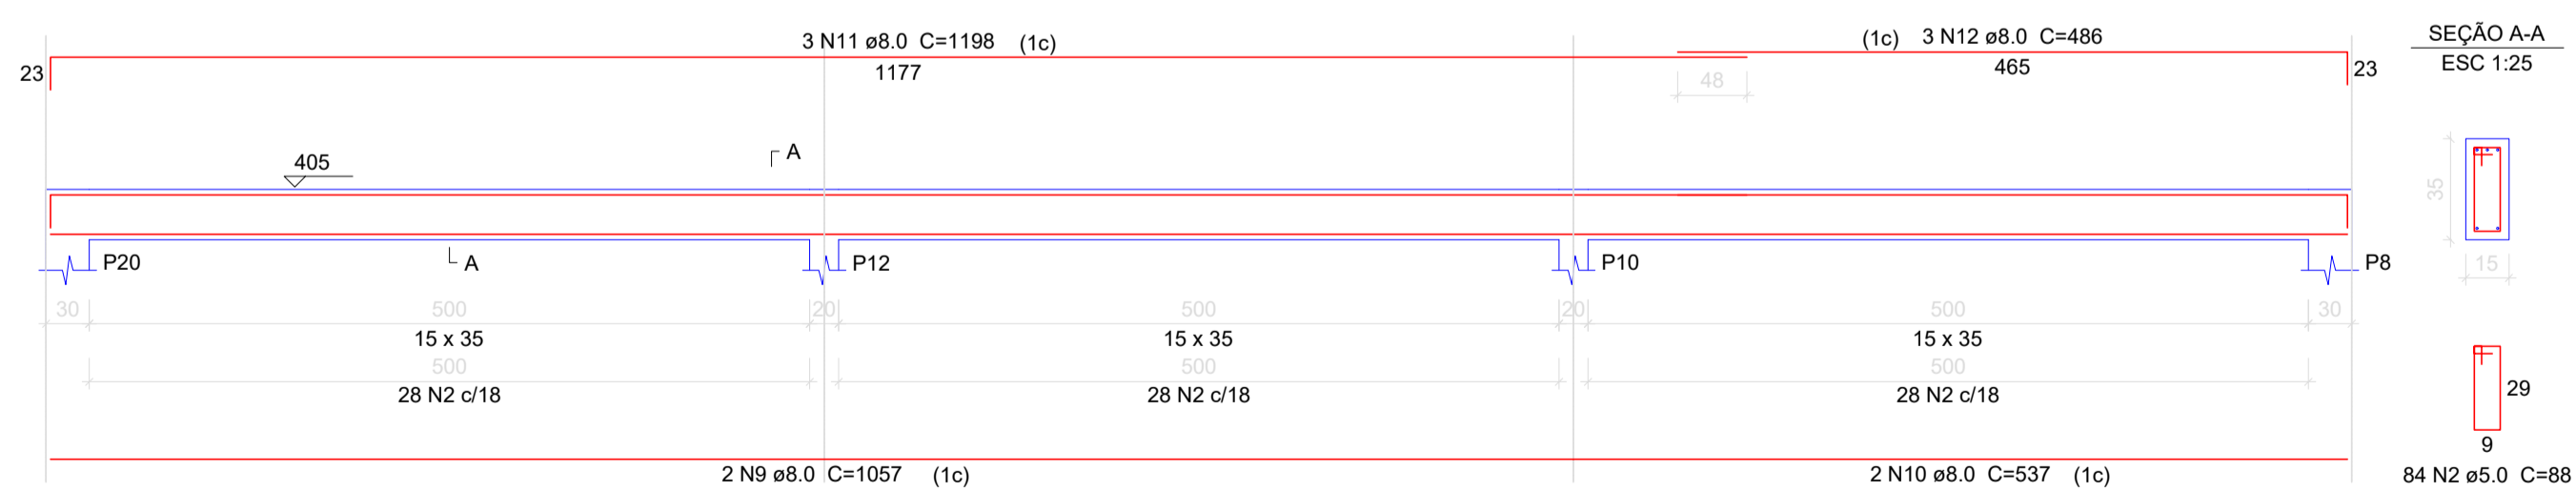 3 N11 ø8.0 C=1198 (1c)
(1c) 3 N12 ø8.0 C=486
SEÇÃO A-A
ESC 1:25
23
1177
465
23
48
405
A
35
A
P20
P12
P10
P8
15
30
500
20
500
20
500
30
15 x 35
15 x 35
15 x 35
500
500
500
28 N2 c/18
28 N2 c/18
28 N2 c/18
29
9
2 N9 ø8.0 C=1057 (1c)
2 N10 ø8.0 C=537 (1c)
84 N2 ø5.0 C=88